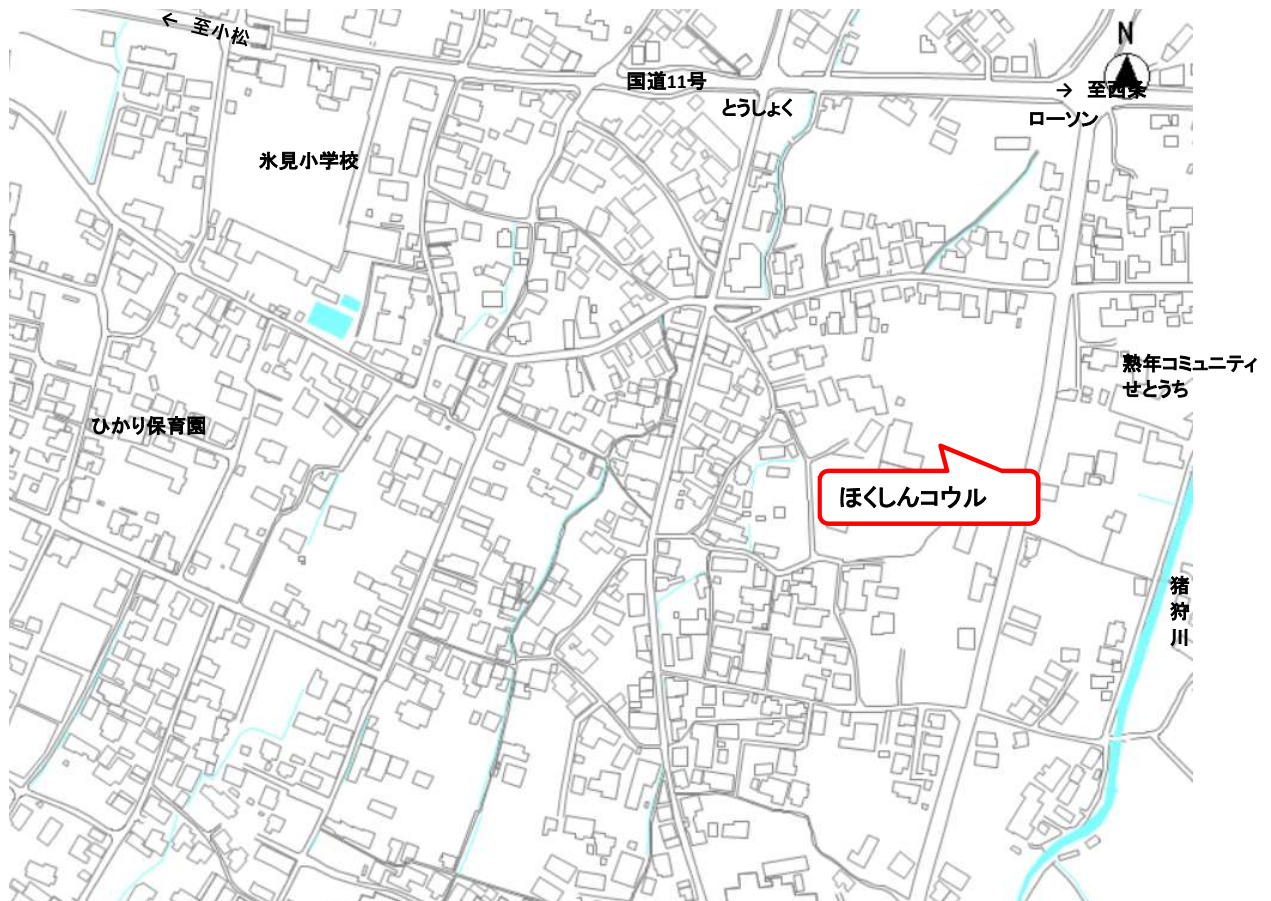 ← 至小松
N
国道11号
→ 至西条
とうしょく
ローソン
氷見小学校
熟年コミュニティ
せとうち
ひかり保育園
ほくしんコウル
猪狩川